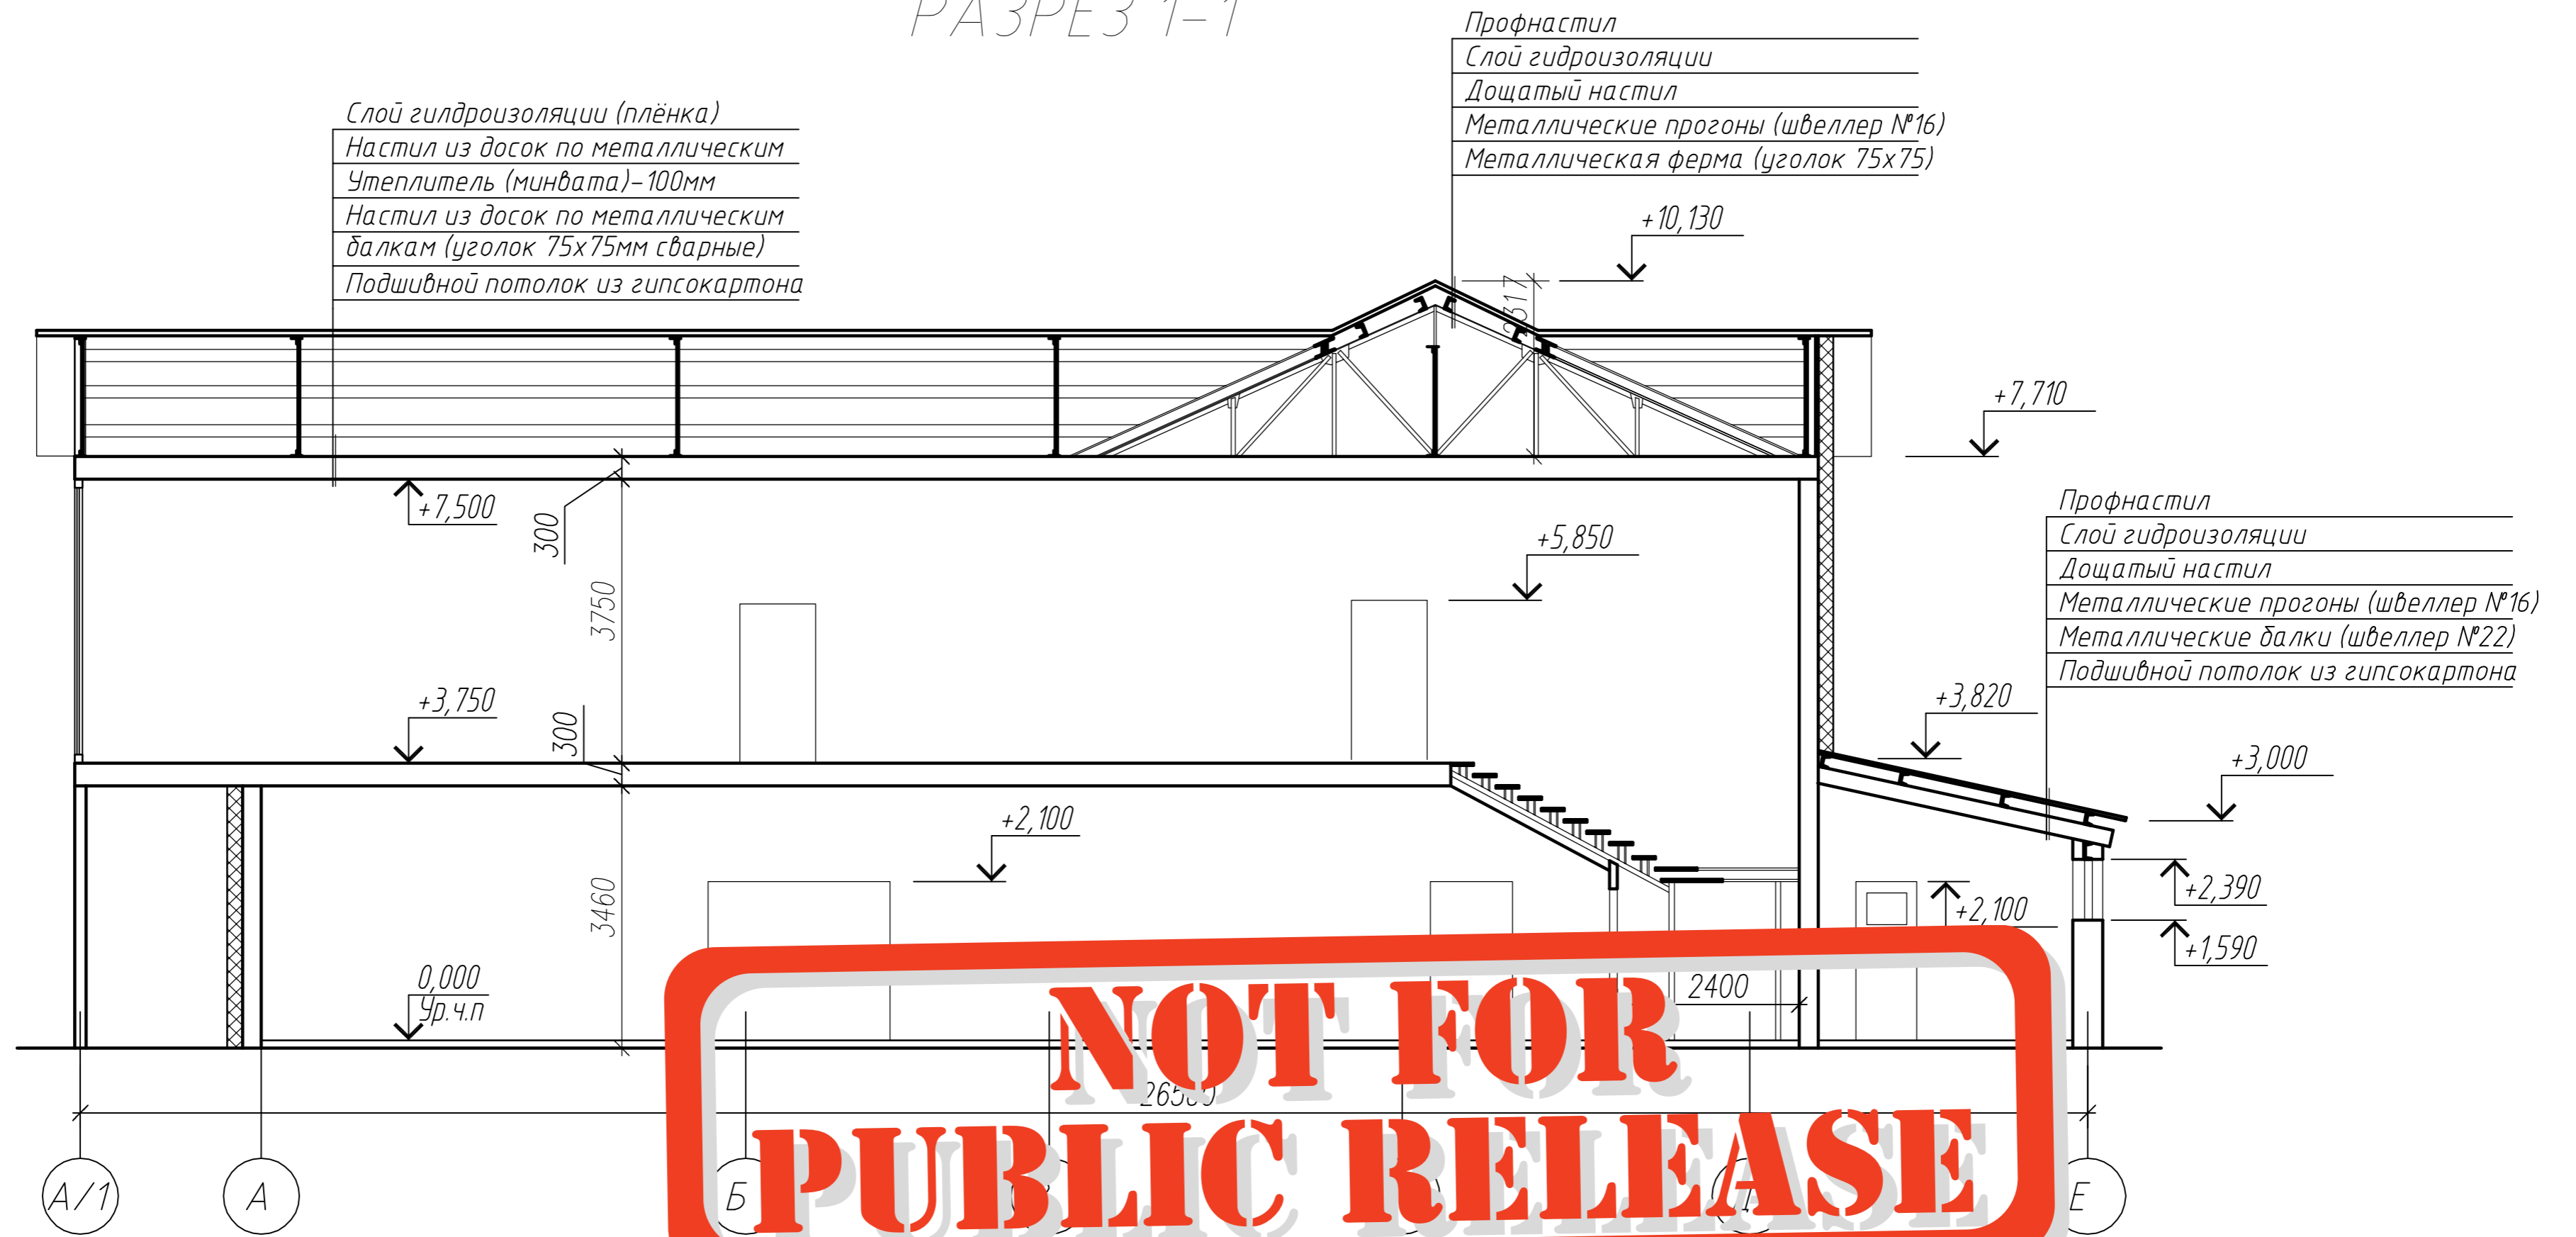 РАЗРЕЗ 1-1
Профнастил
Слой гидроизоляции
Дощатый настил
Металлические прогоны (швеллер №16)
Металлическая ферма (уголок 75х75)
Слой гилдроизоляции (плёнка)
Настил из досок по металлическим
Утеплитель (минвата)-100мм
Настил из досок по металлическим
балкам (уголок 75х75мм сварные)
Подшивной потолок из гипсокартона
+10,130
+7,710
+7,500
300
+5,850
3750
Профнастил
Слой гидроизоляции
Дощатый настил
Металлические прогоны (швеллер №16)
Металлические балки (швеллер №22)
Подшивной потолок из гипсокартона
+3,750
300
+3,820
+3,000
+2,100
3460
+2,390
+2,100
+1,590
0,000
Ур.ч.п
2400
NOT FOR
PUBLIC RELEASE
А/1
А
Б
Е